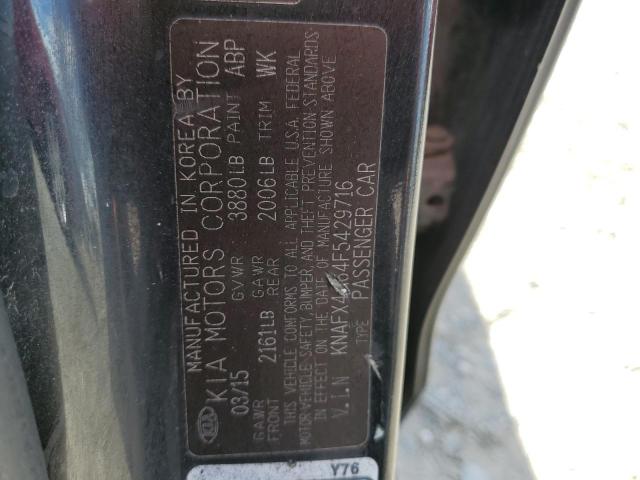 MANUFACTURED IN KOREA BY
KIA KIA MOTORS CORPORATION
03/15 GVWR 3880LB PAINT ABP
GAWR FRONT 2161LB GAWR REAR 2006LB TRIM WK
THIS VEHICLE CONFORMS TO ALL APPLICABLE U.S.A. FEDERAL
MOTOR VEHICLE SAFETY, BUMPER, AND THEFT PREVENTION STANDARDS
IN EFFECT ON THE DATE OF MANUFACTURE SHOWN ABOVE
V.I.N
TYPE PASSENGER CAR
Y76